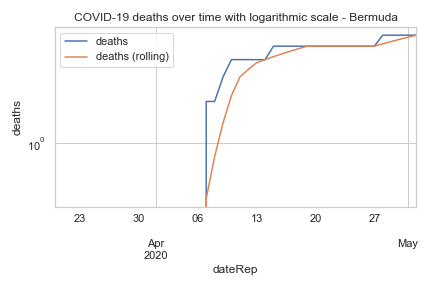 COVID-19 deaths over time with logarithmic scale - Bermuda
deaths
deaths (rolling)
deaths
10⁰
23 30 06 13 20 27
Apr May
2020
dateRep